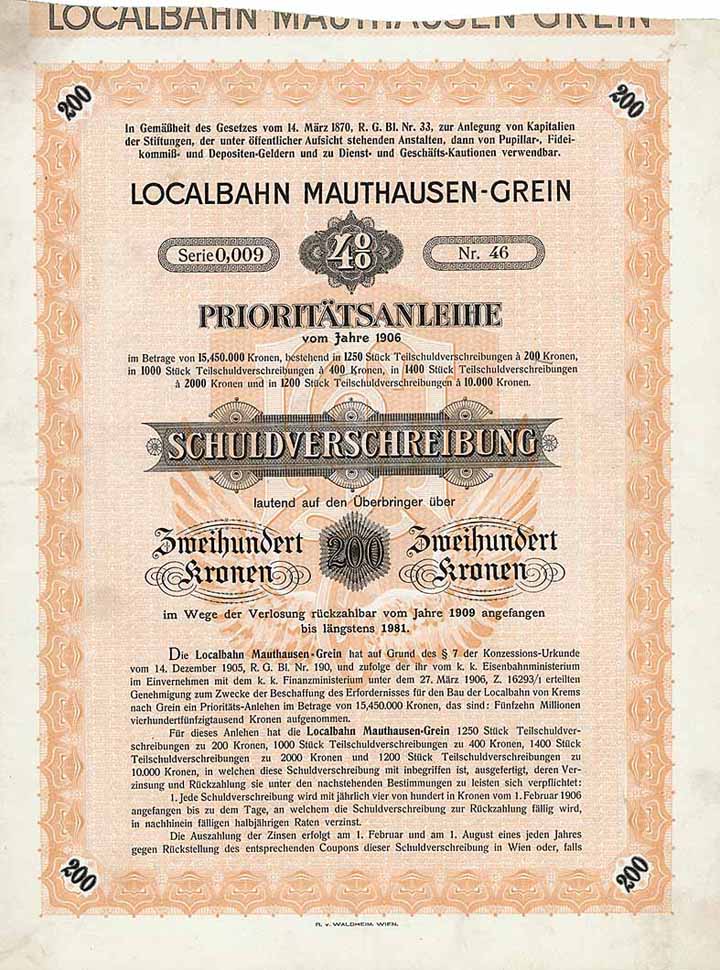 LOCALBAHN MAUTHAUSEN-GREIN
200
200
In Gemäßheit des Gesetzes vom 14. März 1870, R. G. Bl. Nr. 33, zur Anlegung von Kapitalien
der Stiftungen, der unter öffentlicher Aufsicht stehenden Anstalten, dann von Pupillar-, Fidei-
kommiß- und Depositen-Geldern und zu Dienst- und Geschäfts-Kautionen verwendbar.
LOCALBAHN MAUTHAUSEN-GREIN
Serie 0,009
4%
Nr. 46
PRIORITÄTSANLEIHE
vom Jahre 1906
im Betrage von 15,450.000 Kronen, bestehend in 1250 Stück Teilschuldverschreibungen à 200 Kronen,
in 1000 Stück Teilschuldverschreibungen à 400 Kronen, in 1400 Stück Teilschuldverschreibungen
à 2000 Kronen und in 1200 Stück Teilschuldverschreibungen à 10.000 Kronen.
SCHULDVERSCHREIBUNG
lautend auf den Überbringer über
Zweihundert 200 Zweihundert
Kronen Kronen
im Wege der Verlosung rückzahlbar vom Jahre 1909 angefangen
bis längstens 1981.
Die Localbahn Mauthausen-Grein hat auf Grund des § 7 der Konzessions-Urkunde
vom 14. Dezember 1905, R. G. Bl. Nr. 190, und zufolge der ihr vom k. k. Eisenbahnministerium
im Einvernehmen mit dem k. k. Finanzministerium unter dem 27. März 1906, Z. 16293/1 erteilten
Genehmigung zum Zwecke der Beschaffung des Erfordernisses für den Bau der Localbahn von Krems
nach Grein ein Prioritäts-Anlehen im Betrage von 15,450.000 Kronen, das sind: Fünfzehn Millionen
vierhundertfünfzigtausend Kronen aufgenommen.
Für dieses Anlehen hat die Localbahn Mauthausen-Grein 1250 Stück Teilschuldver-
schreibungen zu 200 Kronen, 1000 Stück Teilschuldverschreibungen zu 400 Kronen, 1400 Stück
Teilschuldverschreibungen zu 2000 Kronen und 1200 Stück Teilschuldverschreibungen zu
10.000 Kronen, in welchen diese Schuldverschreibung mit inbegriffen ist, ausgefertigt, deren Ver-
zinsung und Rückzahlung sie unter den nachstehenden Bestimmungen zu leisten sich verpflichtet:
1. Jede Schuldverschreibung wird mit jährlich vier von hundert in Kronen vom 1. Februar 1906
angefangen bis zu dem Tage, an welchem die Schuldverschreibung zur Rückzahlung fällig wird,
in nachhinein fälligen halbjährigen Raten verzinst.
Die Auszahlung der Zinsen erfolgt am 1. Februar und am 1. August eines jeden Jahres
gegen Rückstellung des entsprechenden Coupons dieser Schuldverschreibung in Wien oder, falls
200
200
R. v. WALDHEIM, WIEN.